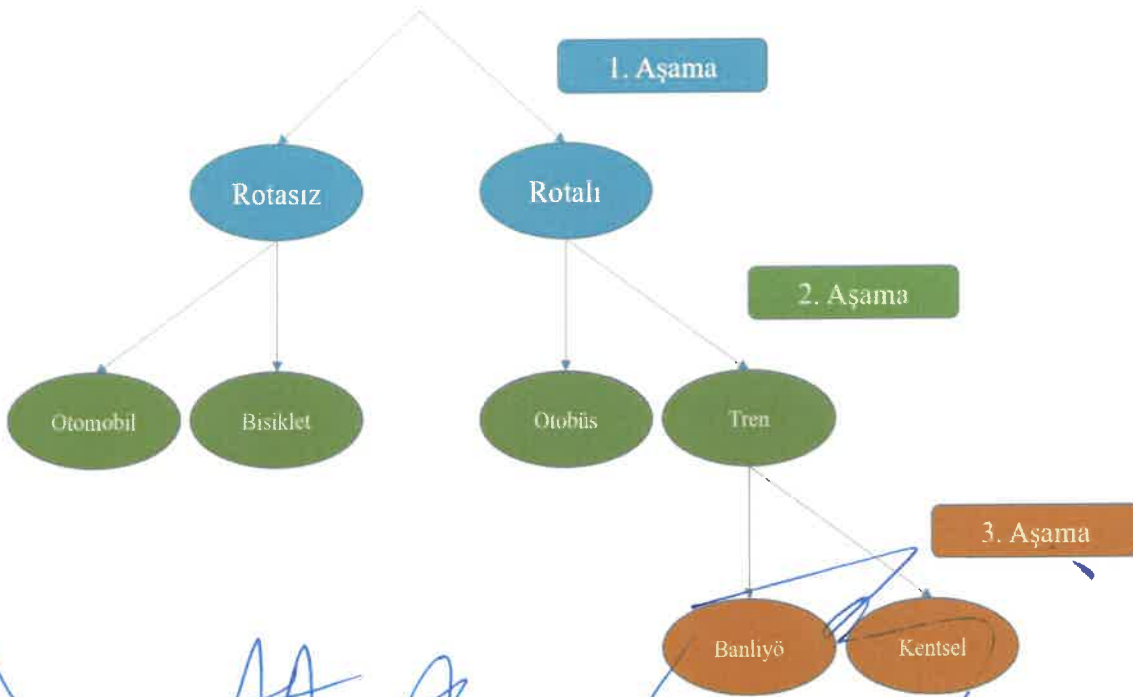 1. Aşama
Rotasız
Rotalı
2. Aşama
Otomobil
Bisiklet
Otobüs
Tren
3. Aşama
Banliyö
Kentsel